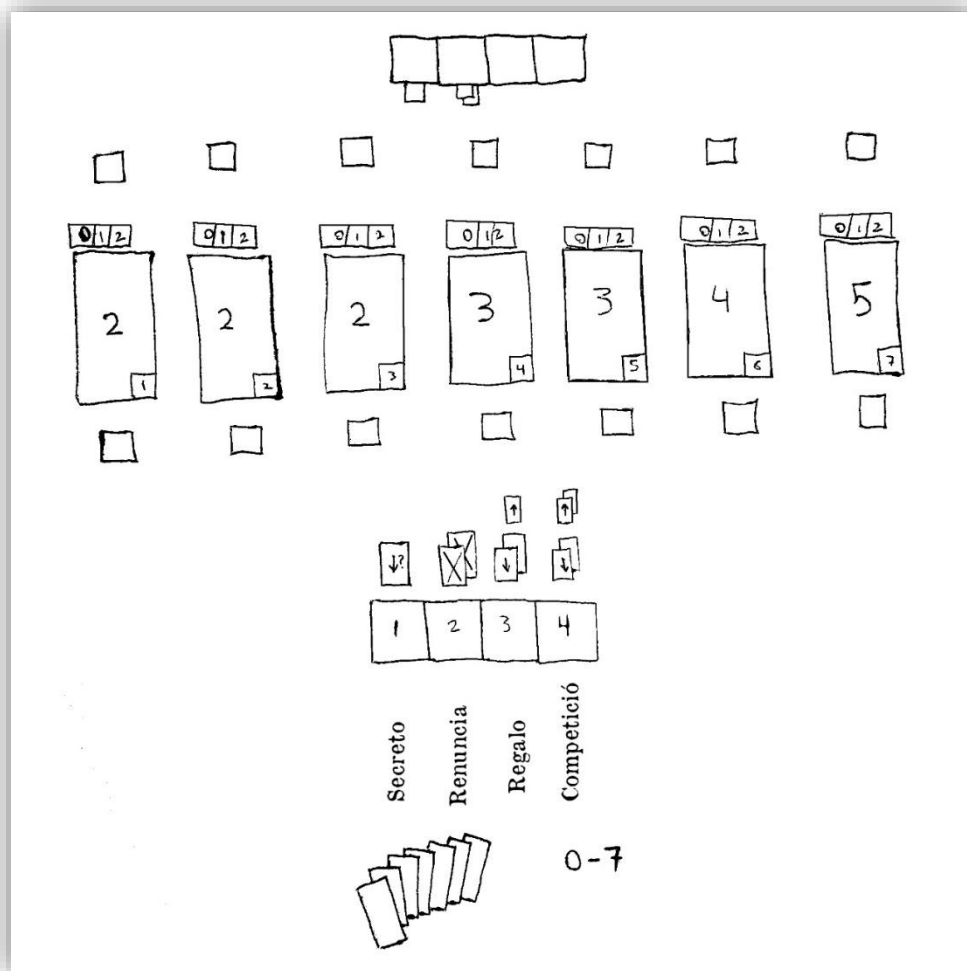 0 1 2 0 1 2 0 1 2 0 1 2 0 1 2 0 1 2 0 1 2
2 2 2 3 3 4 5
1 2 3 4 5 6 7
↓? ↑ ↑
↓ ↓
1 2 3 4
Secreto
Renuncia
Regalo
Competició
0-7